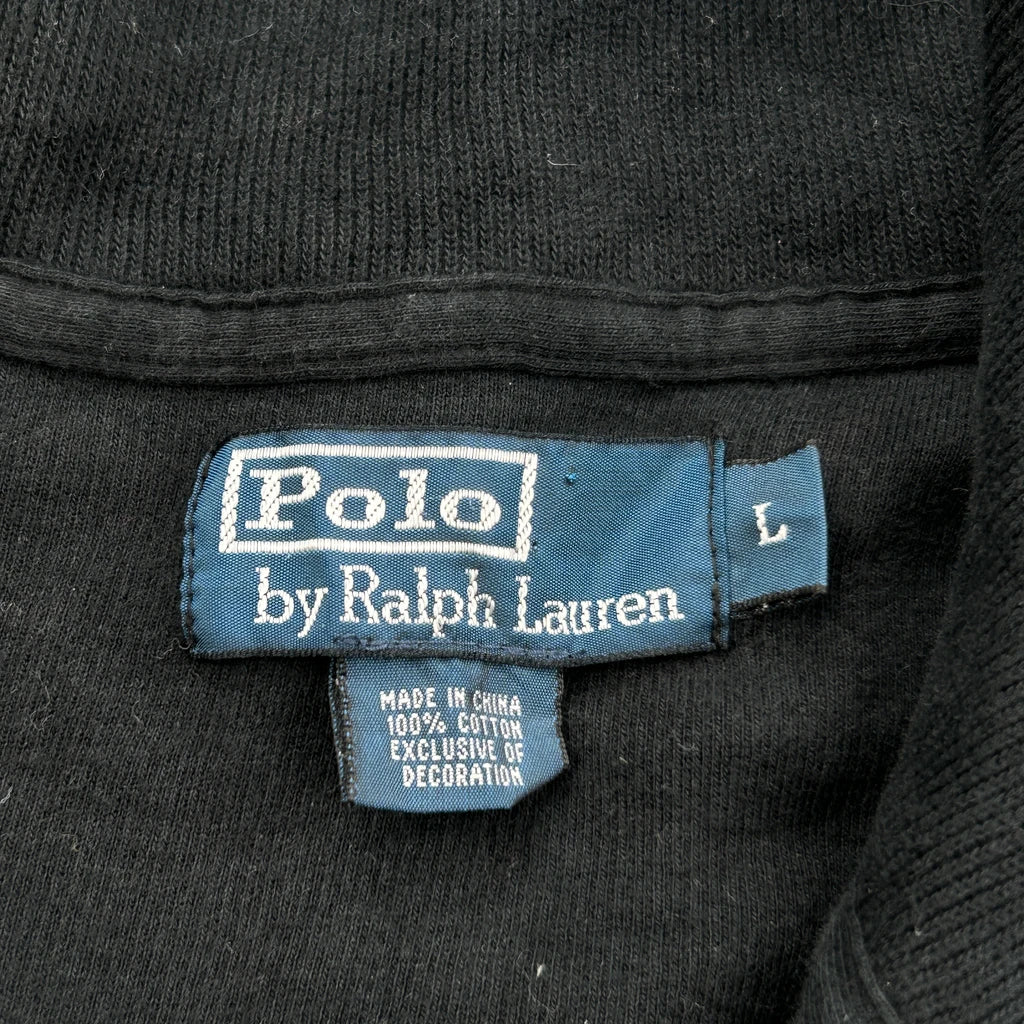 Polo
by Ralph Lauren
L
MADE IN CHINA
100% COTTON
EXCLUSIVE OF
DECORATION